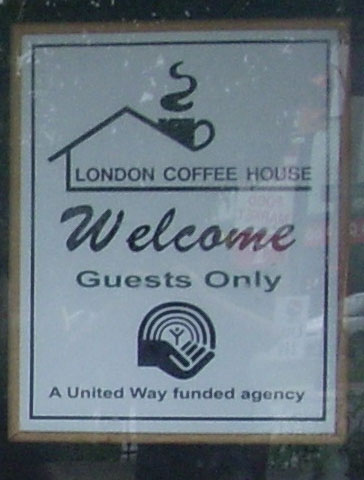 LONDON COFFEE HOUSE
Welcome
Guests Only
A United Way funded agency